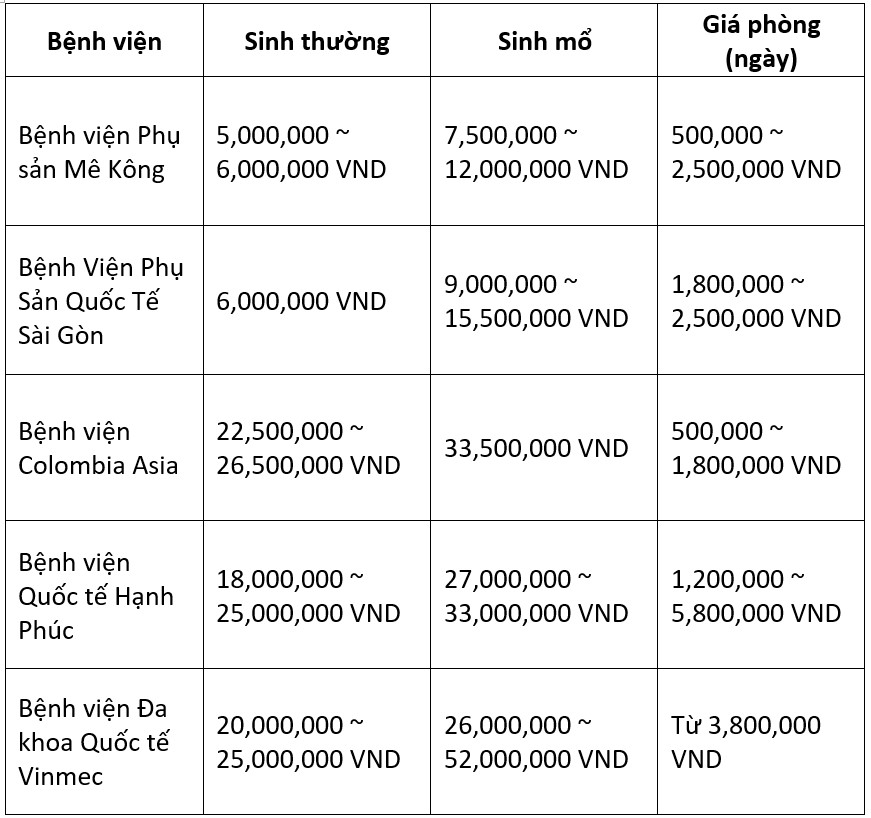 Bệnh viện
Sinh thường
Sinh mổ
Giá phòng
(ngày)
Bệnh viện Phụ
sản Mê Kông
5,000,000 ~
6,000,000 VND
7,500,000 ~
12,000,000 VND
500,000 ~
2,500,000 VND
Bệnh Viện Phụ
Sản Quốc Tế
Sài Gòn
6,000,000 VND
9,000,000 ~
15,500,000 VND
1,800,000 ~
2,500,000 VND
Bệnh viện
Colombia Asia
22,500,000 ~
26,500,000 VND
33,500,000 VND
500,000 ~
1,800,000 VND
Bệnh viện
Quốc tế Hạnh
Phúc
18,000,000 ~
25,000,000 VND
27,000,000 ~
33,000,000 VND
1,200,000 ~
5,800,000 VND
Bệnh viện Đa
khoa Quốc tế
Vinmec
20,000,000 ~
25,000,000 VND
26,000,000 ~
52,000,000 VND
Từ 3,800,000
VND